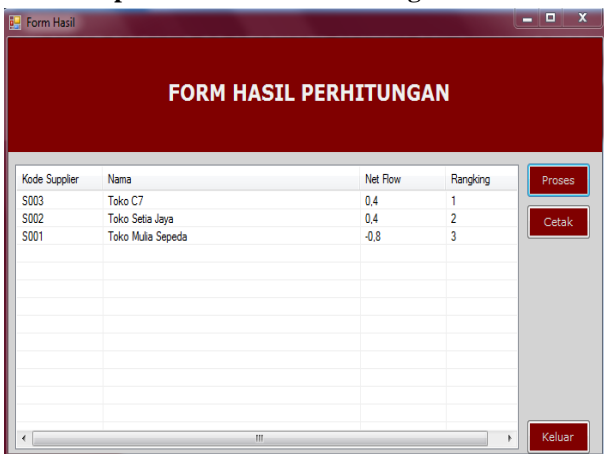 Form Hasil
FORM HASIL PERHITUNGAN
Kode Supplier Nama Net Flow Rangking
S003 Toko C7 0,4 1
S002 Toko Setia Jaya 0,4 2
S001 Toko Mulia Sepeda -0,8 3
Proses
Cetak
Keluar